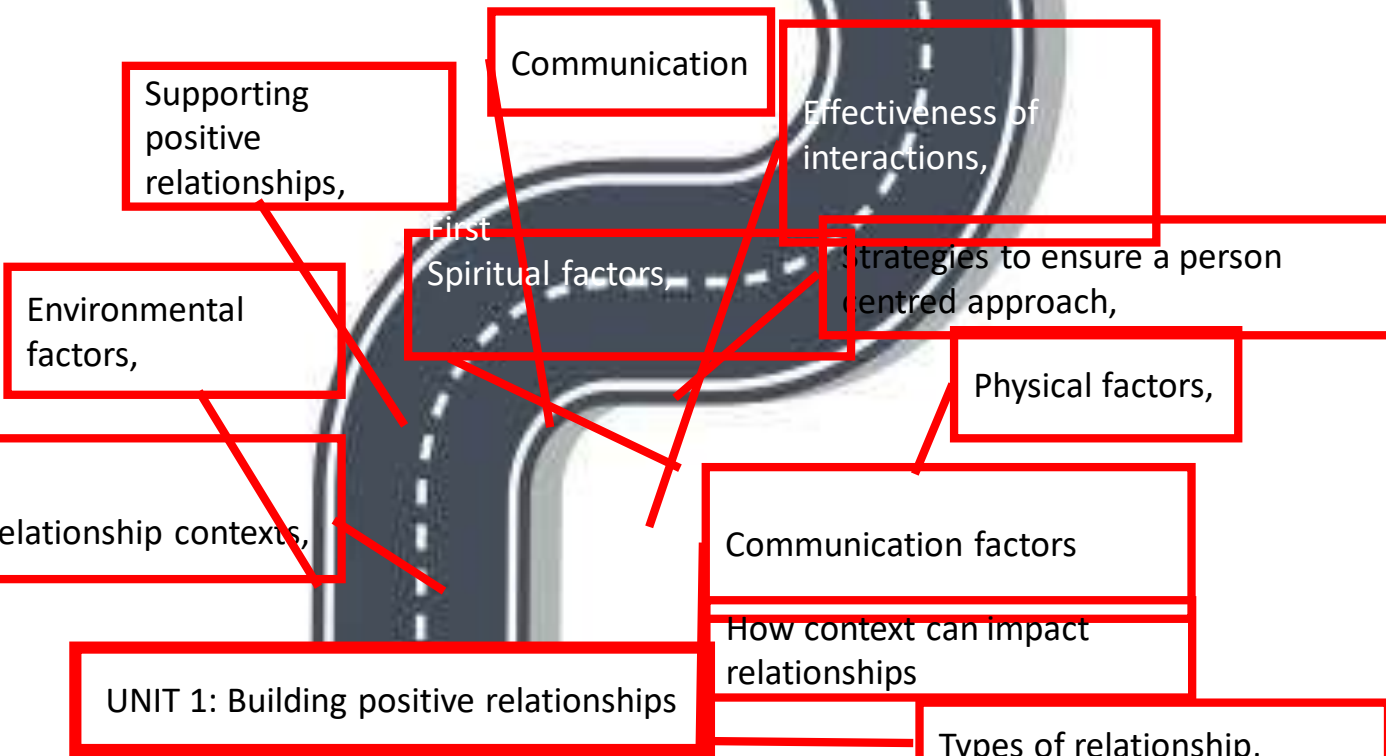 Communication
Supporting
positive
relationships,
Effectiveness of
interactions,
First
Spiritual factors,
Strategies to ensure a person
centred approach,
Environmental
factors,
Physical factors,
elationship contexts,
Communication factors
How context can impact
relationships
UNIT 1: Building positive relationships
Types of relationship,